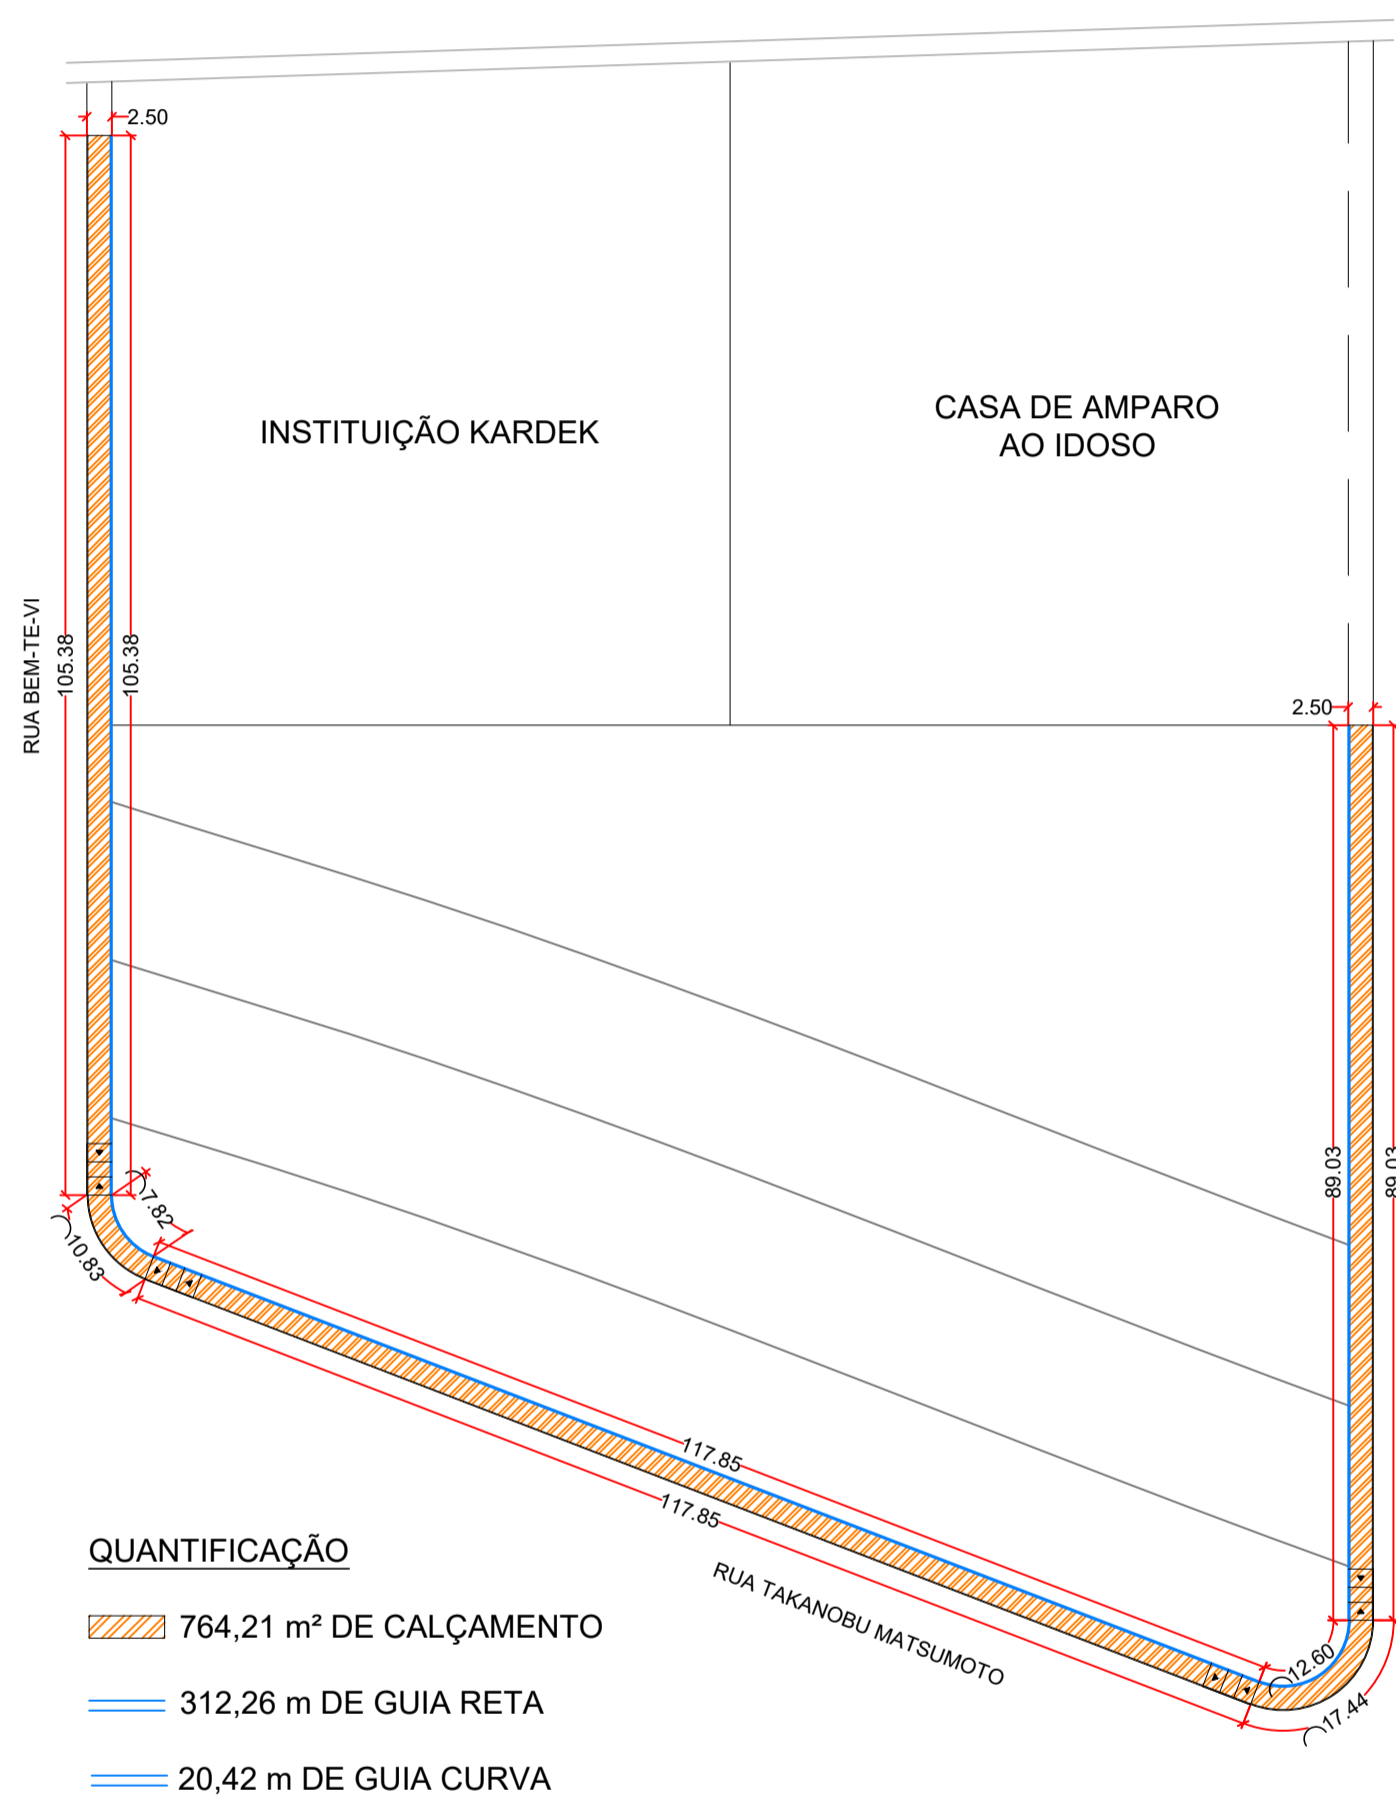 2.50
INSTITUIÇÃO KARDEK
CASA DE AMPARO
AO IDOSO
RUA BEM-TE-VI
105.38
105.38
2.50
89.03
89.03
7.82
10.83
117.85
117.85
RUA TAKANOBU MATSUMOTO
12.60
17.44
QUANTIFICAÇÃO
764,21 m² DE CALÇAMENTO
312,26 m DE GUIA RETA
20,42 m DE GUIA CURVA